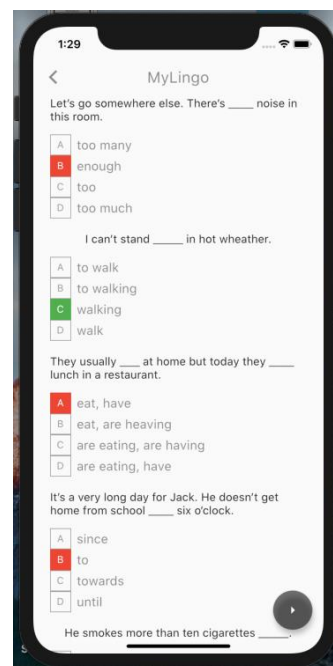 1:29
MyLingo
Let's go somewhere else. There's ____ noise in
this room.
A too many
B enough
C too
D too much
I can't stand _____ in hot wheather.
A to walk
B to walking
C walking
D walk
They usually ____ at home but today they _____
lunch in a restaurant.
A eat, have
B eat, are heaving
C are eating, are having
D are eating, have
It's a very long day for Jack. He doesn't get
home from school _____ six o'clock.
A since
B to
C towards
D until
He smokes more than ten cigarettes _____.